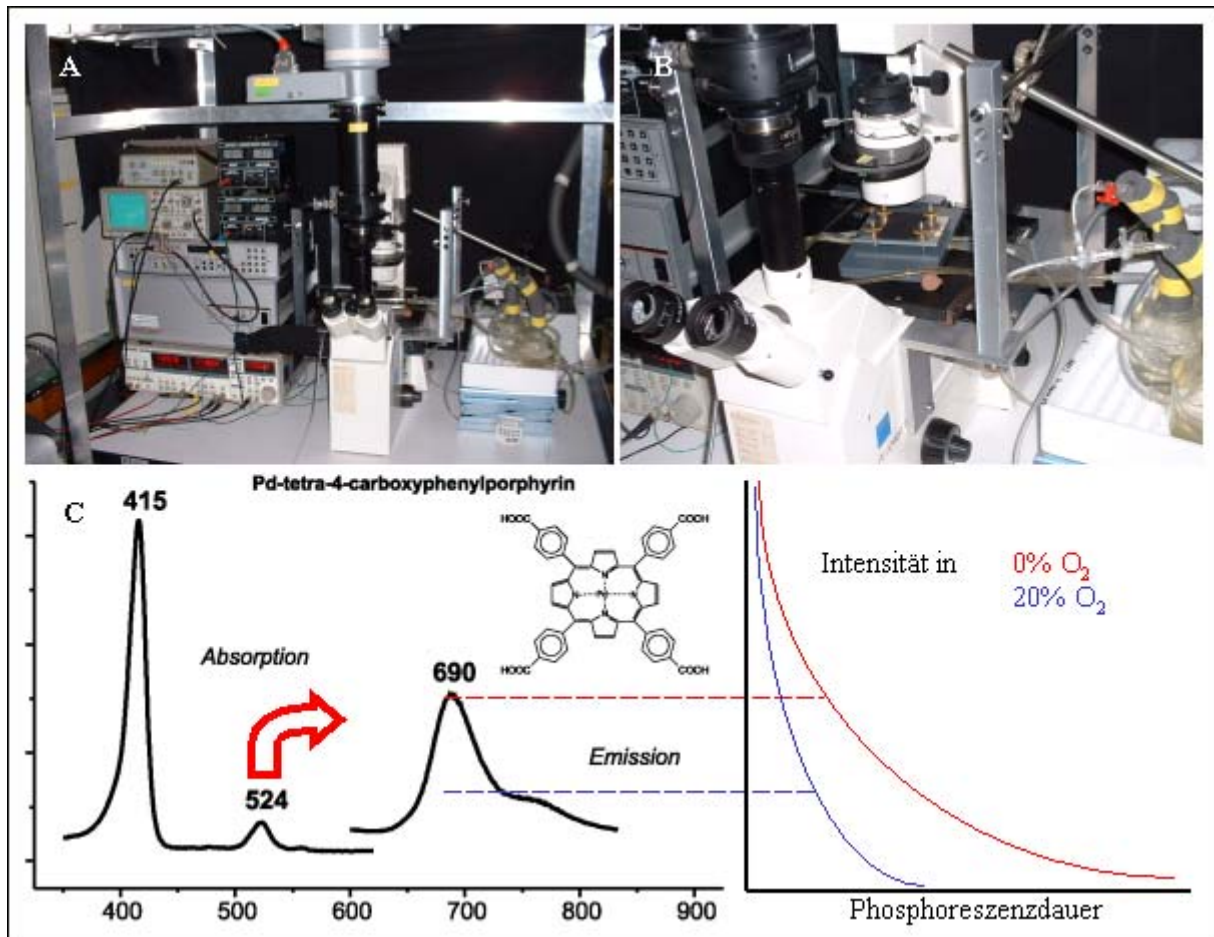 A
B
C
Pd-tetra-4-carboxyphenylporphyrin
415
HOOC
COOH
Absorption
690
HOOC
COOH
524
Emission
400 500 600 700 800 900
Intensität in 0% O₂
20% O₂
Phosphoreszenzdauer